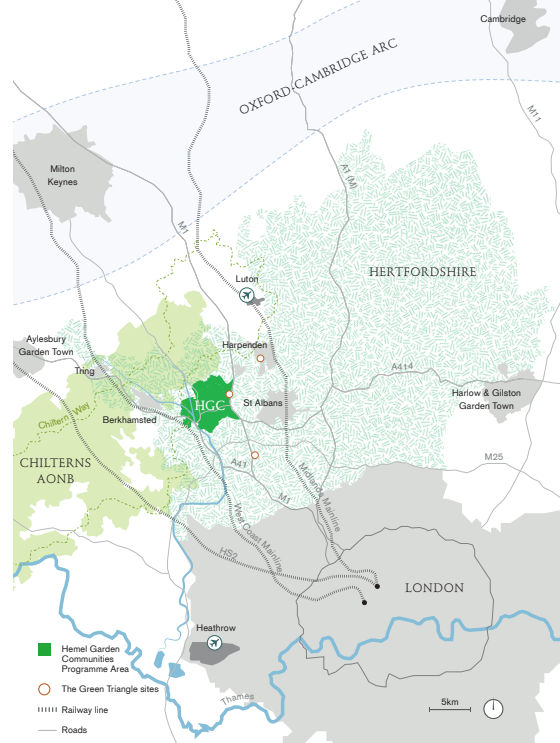 Cambridge
OXFORD-CAMBRIDGE ARC
M11
Milton
Keynes
A1 (M)
M1
HERTFORDSHIRE
Luton
Aylesbury
Garden Town
Harpenden
Tring
A414
HGC
St Albans
Harlow & Gilston
Garden Town
Chiltern Way
Berkhamsted
CHILTERNS
AONB
A41
M25
M1
Midlands Mainline
West Coast Mainline
HS2
LONDON
Heathrow
Hemel Garden
Communities
Programme Area
The Green Triangle sites
Thames
Railway line
5km
Roads